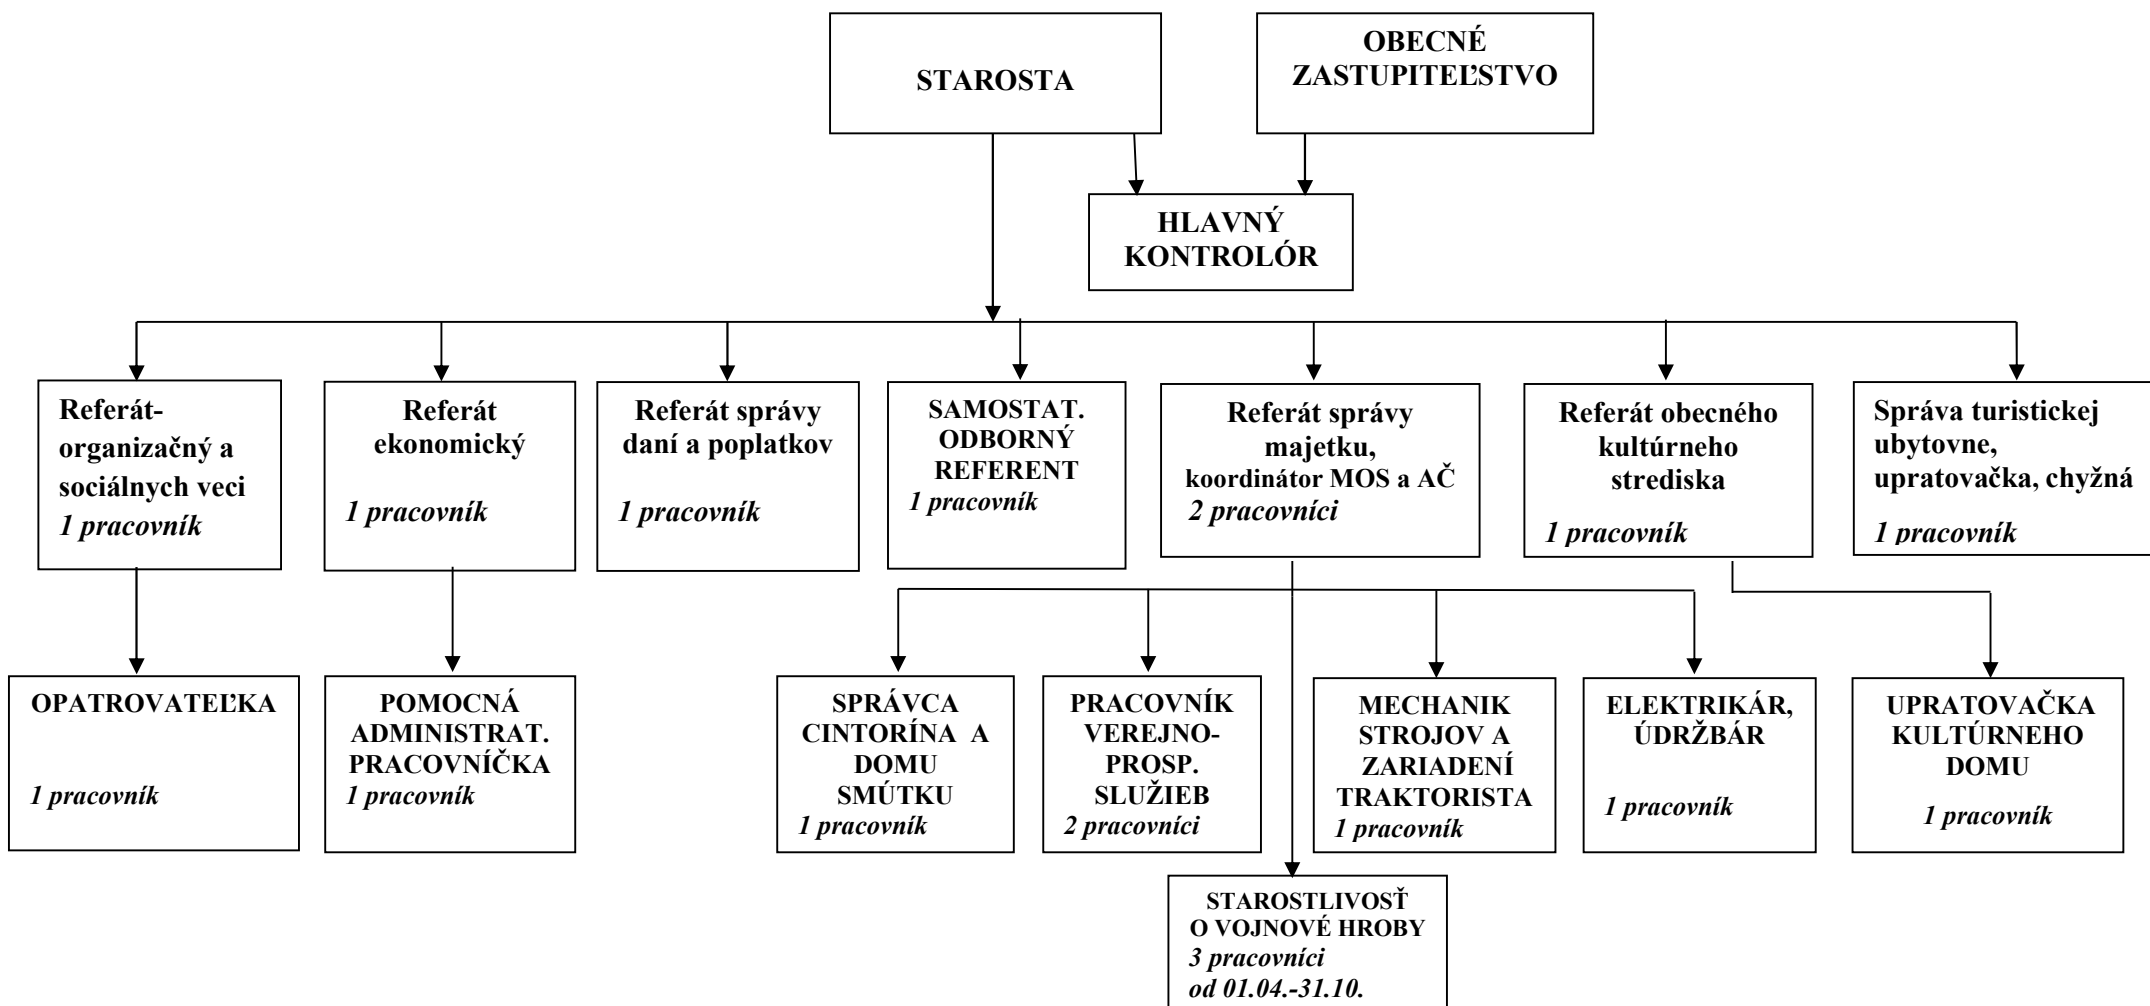 STAROSTA
OBECNÉ
ZASTUPITEĽSTVO
HLAVNÝ
KONTROLÓR
Referát-
organizačný a
sociálnych veci
1 pracovník
Referát
ekonomický
1 pracovník
Referát správy
daní a poplatkov
1 pracovník
SAMOSTAT.
ODBORNÝ
REFERENT
1 pracovník
Referát správy
majetku,
koordinátor MOS a AČ
2 pracovníci
Referát obecného
kultúrneho
strediska
1 pracovník
Správa turistickej
ubytovne,
upratovačka, chyžná
1 pracovník
OPATROVATEĽKA
1 pracovník
POMOCNÁ
ADMINISTRAT.
PRACOVNÍČKA
1 pracovník
SPRÁVCA
CINTORÍNA A
DOMU
SMÚTKU
1 pracovník
PRACOVNÍK
VEREJNO-
PROSP.
SLUŽIEB
2 pracovníci
MECHANIK
STROJOV A
ZARIADENÍ
TRAKTORISTA
1 pracovník
ELEKTRIKÁR,
ÚDRŽBÁR
1 pracovník
UPRATOVAČKA
KULTÚRNEHO
DOMU
1 pracovník
STAROSTLIVOSŤ
O VOJNOVÉ HROBY
3 pracovníci
od 01.04.-31.10.